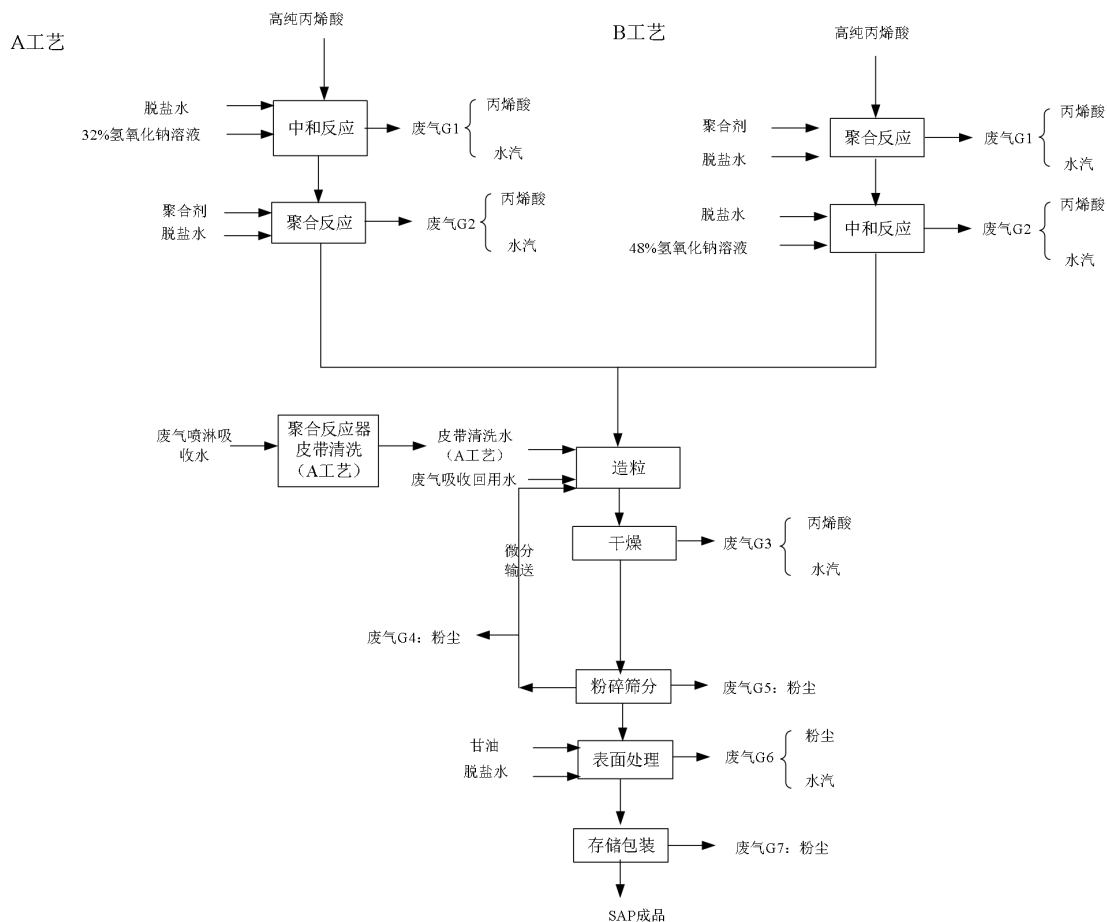 高纯丙烯酸
A工艺
脱盐水
32%氢氧化钠溶液
中和反应
废气G1
丙烯酸
水汽
聚合剂
脱盐水
聚合反应
废气G2
丙烯酸
水汽
B工艺
高纯丙烯酸
聚合剂
脱盐水
聚合反应
废气G1
丙烯酸
水汽
脱盐水
48%氢氧化钠溶液
中和反应
废气G2
丙烯酸
水汽
废气喷淋吸
收水
聚合反应器
皮带清洗
（A工艺）
皮带清洗水
（A工艺）
废气吸收回用水
造粒
干燥
废气G3
丙烯酸
水汽
微分
输送
废气G4：粉尘
粉碎筛分
废气G5：粉尘
甘油
脱盐水
表面处理
废气G6
粉尘
水汽
存储包装
废气G7：粉尘
SAP成品